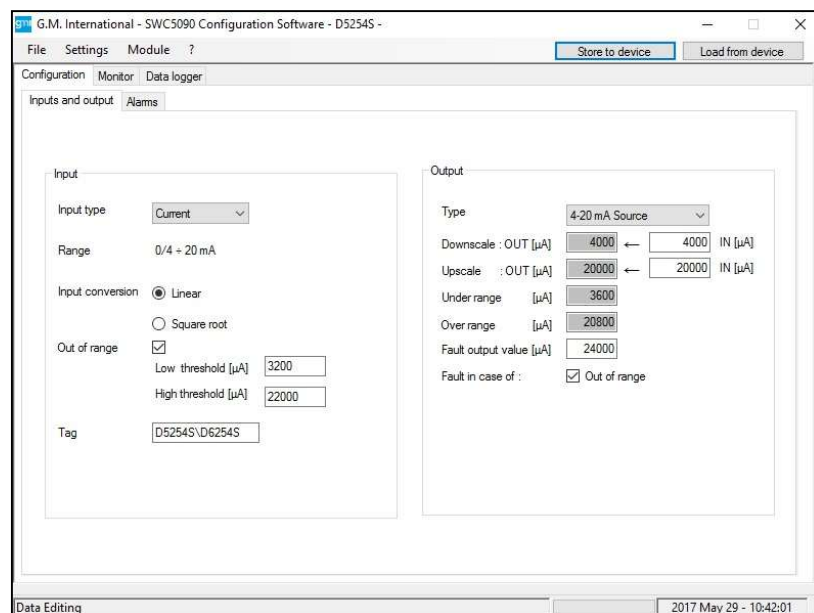 gmi G.M. International - SWC5090 Configuration Software - D5254S -
File Settings Module ? Store to device Load from device
Configuration Monitor Data logger
Inputs and output Alarms
Input
Input type Current
Range 0/4 ÷ 20 mA
Input conversion Linear
Square root
Out of range
Low threshold [µA] 3200
High threshold [µA] 22000
Tag D5254S\D6254S
Output
Type 4-20 mA Source
Downscale : OUT [µA] 4000 ← 4000 IN [µA]
Upscale : OUT [µA] 20000 ← 20000 IN [µA]
Under range [µA] 3600
Over range [µA] 20800
Fault output value [µA] 24000
Fault in case of : Out of range
Data Editing 2017 May 29 - 10:42:01